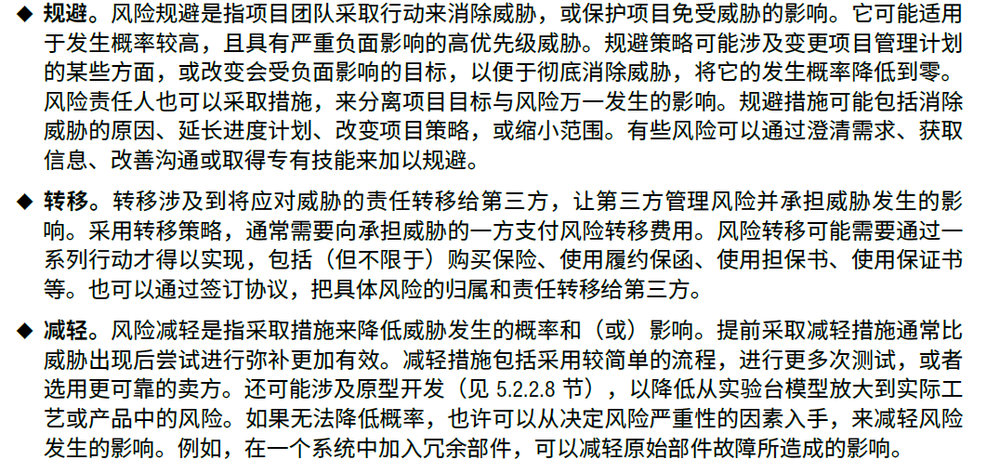 ◆ 规避。风险规避是指项目团队采取行动来消除威胁，或保护项目免受威胁的影响。它可能适用
于发生概率较高，且具有严重负面影响的高优先级威胁。规避策略可能涉及变更项目管理计划
的某些方面，或改变会受负面影响的目标，以便于彻底消除威胁，将它的发生概率降低到零。
风险责任人也可以采取措施，来分离项目目标与风险万一发生的影响。规避措施可能包括消除
威胁的原因、延长进度计划、改变项目策略，或缩小范围。有些风险可以通过澄清需求、获取
信息、改善沟通或取得专有技能来加以规避。
◆ 转移。转移涉及到将应对威胁的责任转移给第三方，让第三方管理风险并承担威胁发生的影
响。采用转移策略，通常需要向承担威胁的一方支付风险转移费用。风险转移可能需要通过一
系列行动才得以实现，包括（但不限于）购买保险、使用履约保函、使用担保书、使用保证书
等。也可以通过签订协议，把具体风险的归属和责任转移给第三方。
◆ 减轻。风险减轻是指采取措施来降低威胁发生的概率和（或）影响。提前采取减轻措施通常比
威胁出现后尝试进行弥补更加有效。减轻措施包括采用较简单的流程，进行更多次测试，或者
选用更可靠的卖方。还可能涉及原型开发（见 5.2.2.8 节），以降低从实验台模型放大到实际工
艺或产品中的风险。如果无法降低概率，也许可以从决定风险严重性的因素入手，来减轻风险
发生的影响。例如，在一个系统中加入冗余部件，可以减轻原始部件故障所造成的影响。